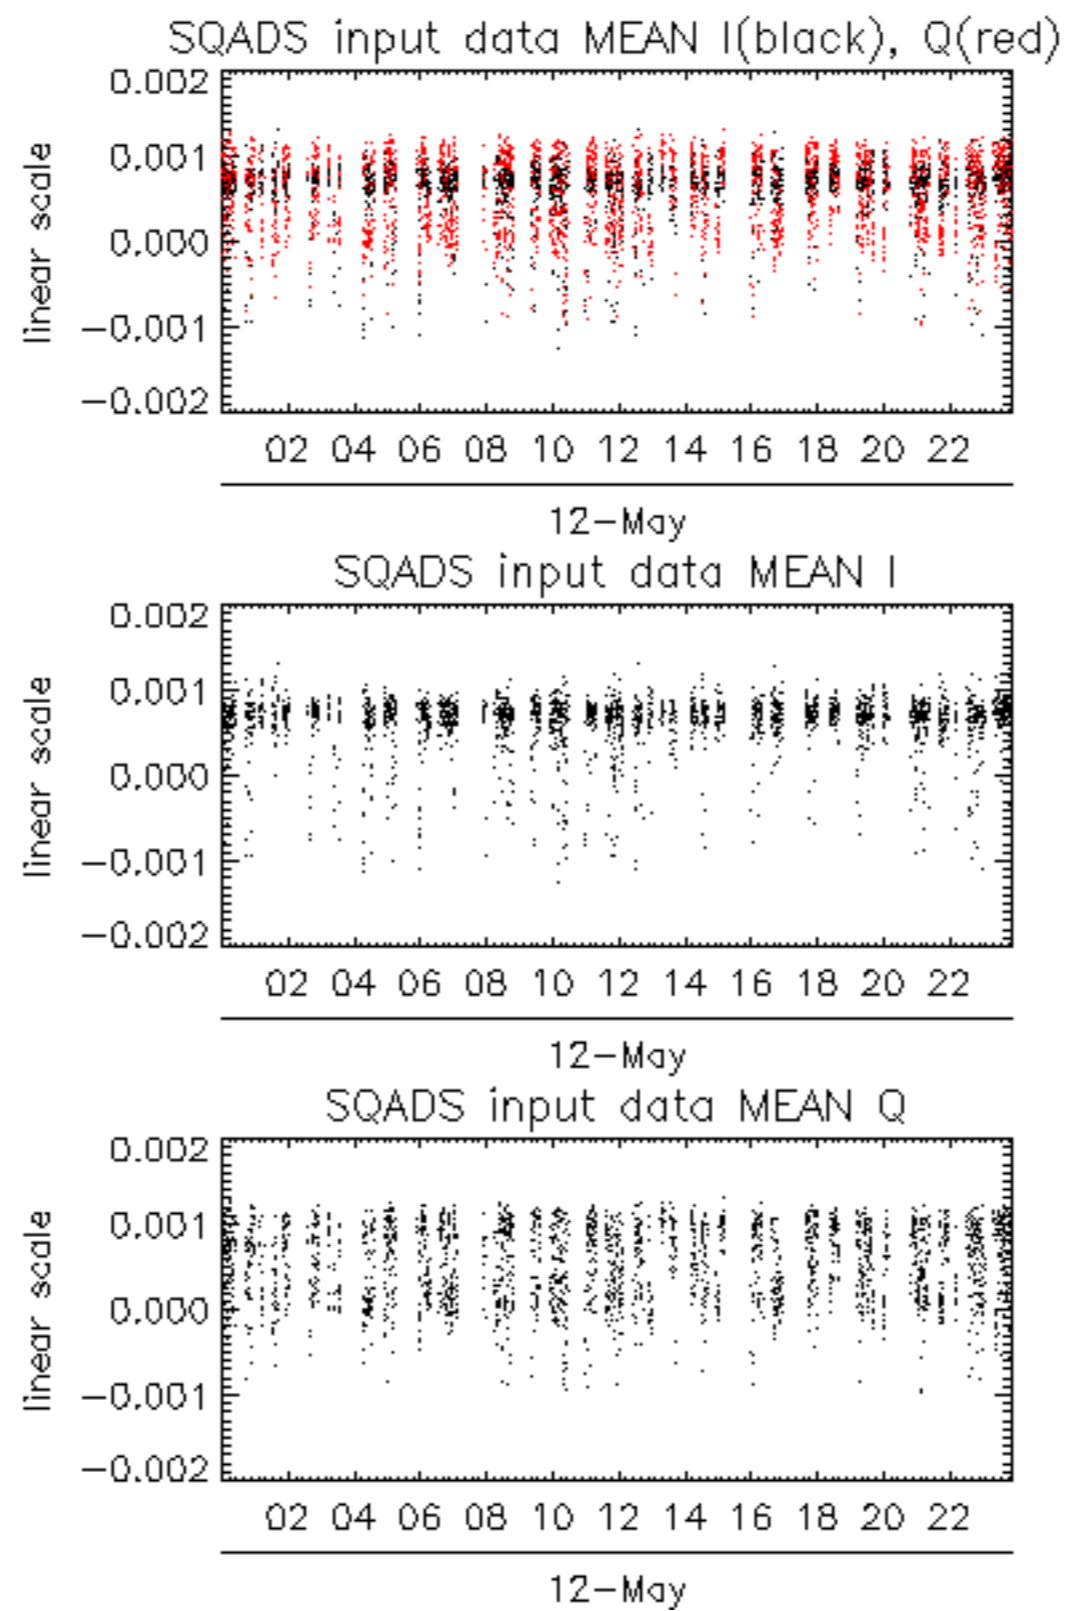 SQADS input data MEAN I(black), Q(red)
0.002
0.001
0.000
−0.001
−0.002
linear scale
02 04 06 08 10 12 14 16 18 20 22
12−May
SQADS input data MEAN I
0.002
0.001
0.000
−0.001
−0.002
linear scale
02 04 06 08 10 12 14 16 18 20 22
12−May
SQADS input data MEAN Q
0.002
0.001
0.000
−0.001
−0.002
linear scale
02 04 06 08 10 12 14 16 18 20 22
12−May